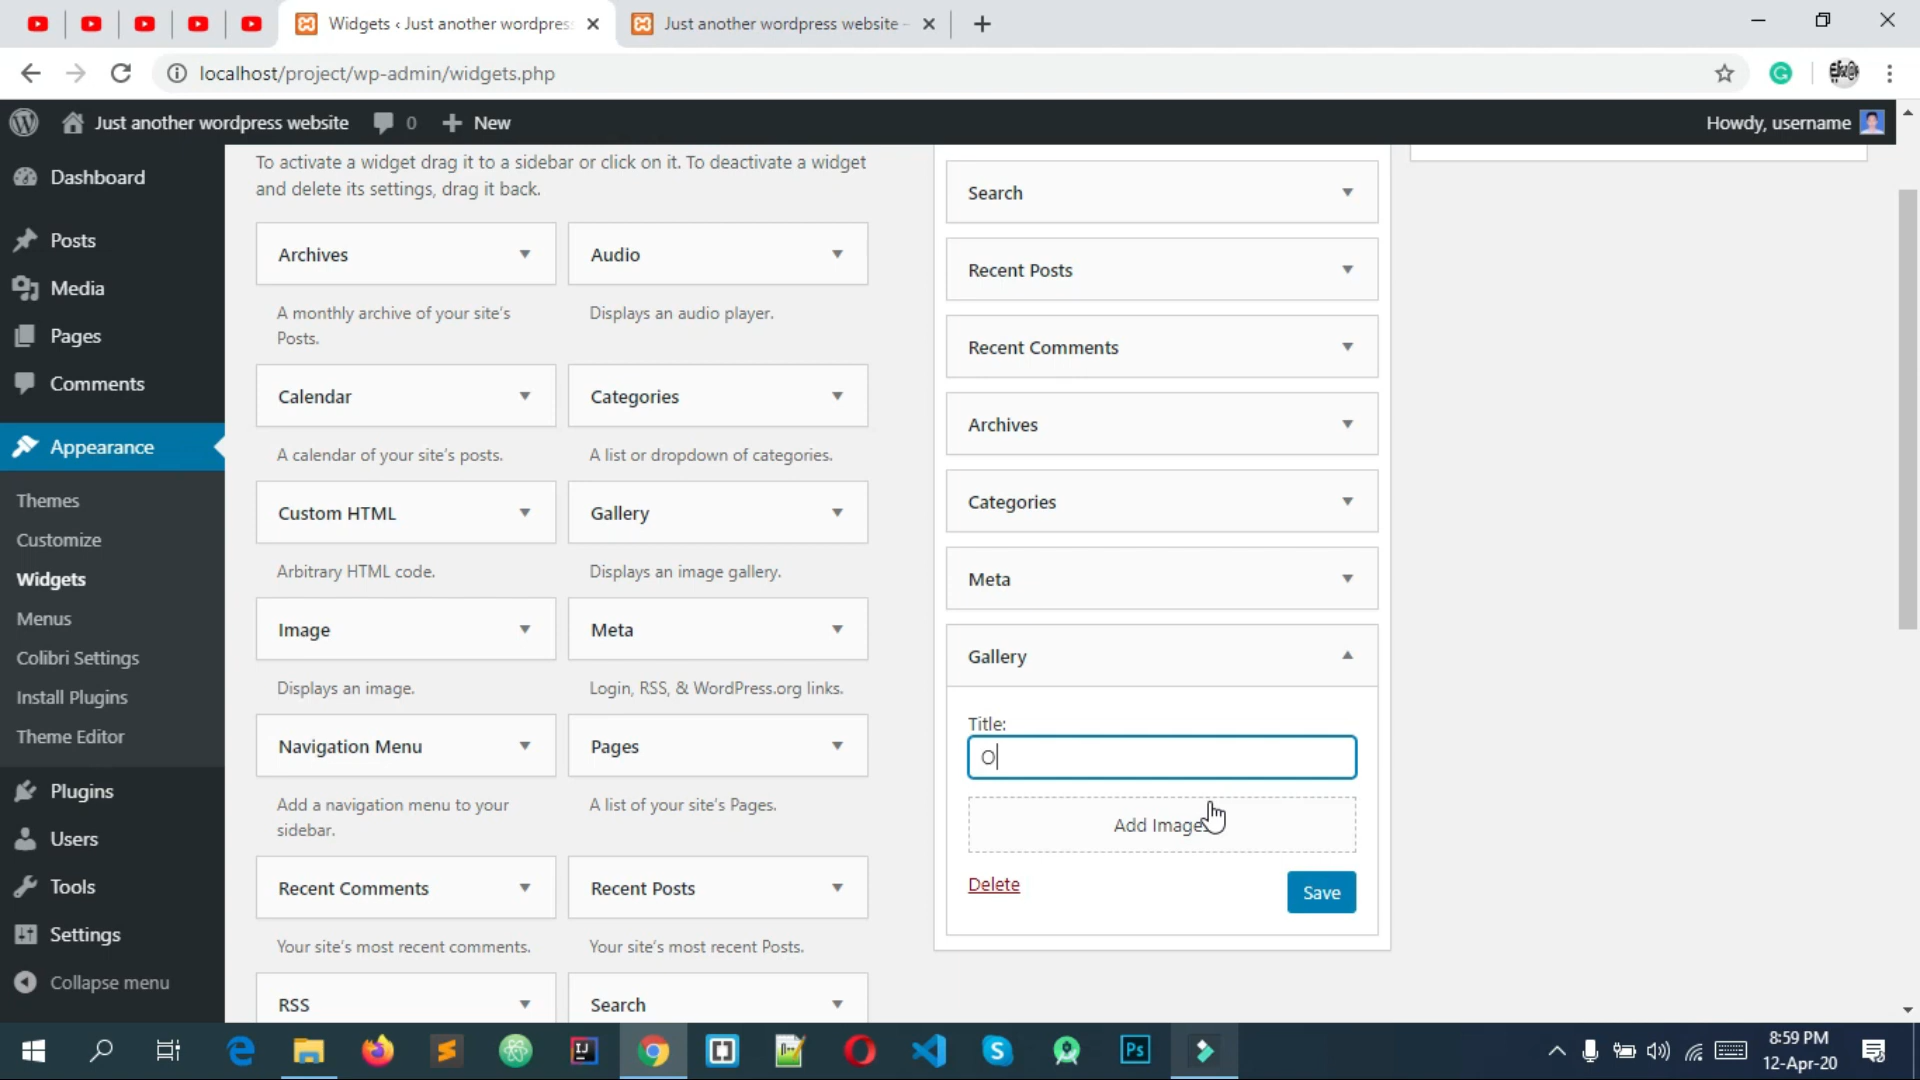 Widgets ‹ Just another wordpress
Just another wordpress website -
localhost/project/wp-admin/widgets.php
Just another wordpress website
0
New
Howdy, username
Dashboard
Posts
Media
Pages
Comments
Appearance
Themes
Customize
Widgets
Menus
Colibri Settings
Install Plugins
Theme Editor
Plugins
Users
Tools
Settings
Collapse menu
To activate a widget drag it to a sidebar or click on it. To deactivate a widget
and delete its settings, drag it back.
Archives
A monthly archive of your site's
Posts.
Audio
Displays an audio player.
Calendar
A calendar of your site's posts.
Categories
A list or dropdown of categories.
Custom HTML
Arbitrary HTML code.
Gallery
Displays an image gallery.
Image
Displays an image.
Meta
Login, RSS, & WordPress.org links.
Navigation Menu
Add a navigation menu to your
sidebar.
Pages
A list of your site's Pages.
Recent Comments
Your site's most recent comments.
Recent Posts
Your site's most recent Posts.
RSS
Search
Search
Recent Posts
Recent Comments
Archives
Categories
Meta
Gallery
Title:
O
Add Images
Delete
Save
Ps
8:59 PM
12-Apr-20